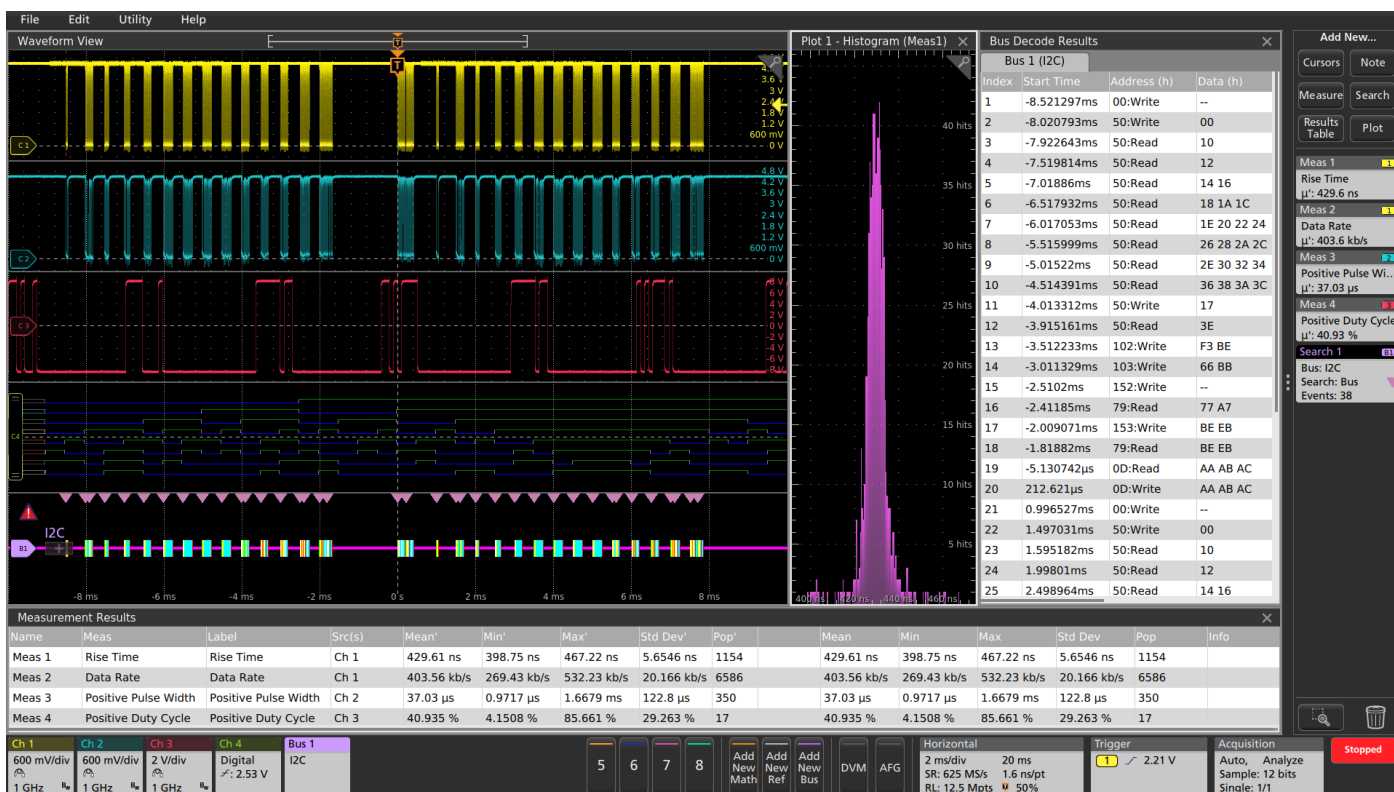 File Edit Utility Help
Waveform View
T
T
3.6 V
3 V
1.8 V
1.2 V
600 mV
0 V
C 1
4.8 V
4.2 V
3.6 V
3 V
2.4 V
1.8 V
1.2 V
600 mV
0 V
C 2
6 V
4 V
2 V
0 V
-2 V
-4 V
-6 V
-8 V
C 3
C4
I2C
B1
-8 ms -6 ms -4 ms -2 ms 0 s 2 ms 4 ms 6 ms 8 ms
Plot 1 - Histogram (Meas1)
40 hits
35 hits
30 hits
25 hits
20 hits
15 hits
10 hits
5 hits
400 ns 420 ns 440 ns 460 ns
Bus Decode Results
Bus 1 (I2C)
Index Start Time Address (h) Data (h)
1 -8.521297ms 00:Write --
2 -8.020793ms 50:Write 00
3 -7.922643ms 50:Read 10
4 -7.519814ms 50:Read 12
5 -7.01886ms 50:Read 14 16
6 -6.517932ms 50:Read 18 1A 1C
7 -6.017053ms 50:Read 1E 20 22 24
8 -5.515999ms 50:Read 26 28 2A 2C
9 -5.01522ms 50:Read 2E 30 32 34
10 -4.514391ms 50:Read 36 38 3A 3C
11 -4.013312ms 50:Write 17
12 -3.915161ms 50:Read 3E
13 -3.512233ms 102:Write F3 BE
14 -3.011329ms 103:Write 66 BB
15 -2.5102ms 152:Write --
16 -2.41185ms 79:Read 77 A7
17 -2.009071ms 153:Write BE EB
18 -1.81882ms 79:Read BE EB
19 -5.130742µs 0D:Read AA AB AC
20 212.621µs 0D:Write AA AB AC
21 0.996527ms 00:Write --
22 1.497031ms 50:Write 00
23 1.595182ms 50:Read 10
24 1.99801ms 50:Read 12
25 2.498964ms 50:Read 14 16
Add New...
Cursors Note
Measure Search
Results Table Plot
Meas 1 1
Rise Time
µ': 429.6 ns
Meas 2 1
Data Rate
µ': 403.6 kb/s
Meas 3 2
Positive Pulse Wi...
µ': 37.03 µs
Meas 4 3
Positive Duty Cycle
µ': 40.93 %
Search 1 B1
Bus: I2C
Search: Bus
Events: 38
Measurement Results
Name Meas Label Src(s) Mean' Min' Max' Std Dev' Pop' Mean Min Max Std Dev Pop Info
Meas 1 Rise Time Rise Time Ch 1 429.61 ns 398.75 ns 467.22 ns 5.6546 ns 1154 429.61 ns 398.75 ns 467.22 ns 5.6546 ns 1154
Meas 2 Data Rate Data Rate Ch 1 403.56 kb/s 269.43 kb/s 532.23 kb/s 20.166 kb/s 6586 403.56 kb/s 269.43 kb/s 532.23 kb/s 20.166 kb/s 6586
Meas 3 Positive Pulse Width Positive Pulse Width Ch 2 37.03 µs 0.9717 µs 1.6679 ms 122.8 µs 350 37.03 µs 0.9717 µs 1.6679 ms 122.8 µs 350
Meas 4 Positive Duty Cycle Positive Duty Cycle Ch 3 40.935 % 4.1508 % 85.661 % 29.263 % 17 40.935 % 4.1508 % 85.661 % 29.263 % 17
Ch 1
600 mV/div
1 GHz Bw
Ch 2
600 mV/div
1 GHz Bw
Ch 3
2 V/div
1 GHz Bw
Ch 4
Digital
: 2.53 V
Bus 1
I2C
5 6 7 8
Add New Math
Add New Ref
Add New Bus
DVM AFG
Horizontal
2 ms/div 20 ms
SR: 625 MS/s 1.6 ns/pt
RL: 12.5 Mpts 50%
Trigger
1 2.21 V
Acquisition
Auto, Analyze
Sample: 12 bits
Single: 1/1
Stopped